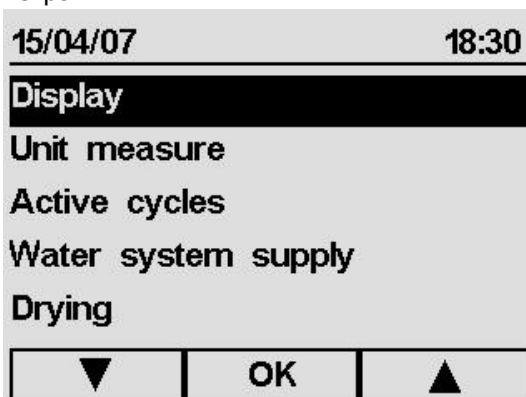 15/04/07 18:30
Display
Unit measure
Active cycles
Water system supply
Drying
▼ OK ▲